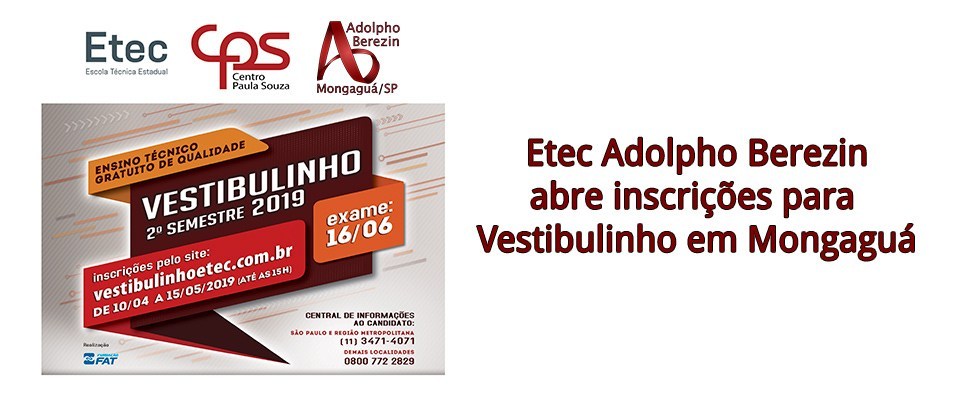 Etec
Escola Técnica Estadual
CPS
Centro
Paula Souza
Adolpho
Berezin
Mongaguá/SP
ENSINO TÉCNICO
GRATUITO DE QUALIDADE
VESTIBULINHO
2º SEMESTRE 2019
exame:
16/06
inscrições pelo site:
vestibulinhoetec.com.br
DE 10/04 A 15/05/2019 (ATÉ AS 15H)
CENTRAL DE INFORMAÇÕES
AO CANDIDATO:
SÃO PAULO E REGIÃO METROPOLITANA
(11) 3471-4071
DEMAIS LOCALIDADES
0800 772 2829
Realização
FUNDAÇÃO
FAT
Etec Adolpho Berezin
abre inscrições para
Vestibulinho em Mongaguá